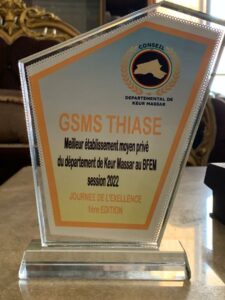 CONSEIL
DEPARTEMENTAL DE
KEUR MASSAR
GSMS THIASE
Meilleur établissement moyen privé
du département de Keur Massar au BFEM
session 2022
JOURNEE DE L'EXELLENCE
1ère EDITION